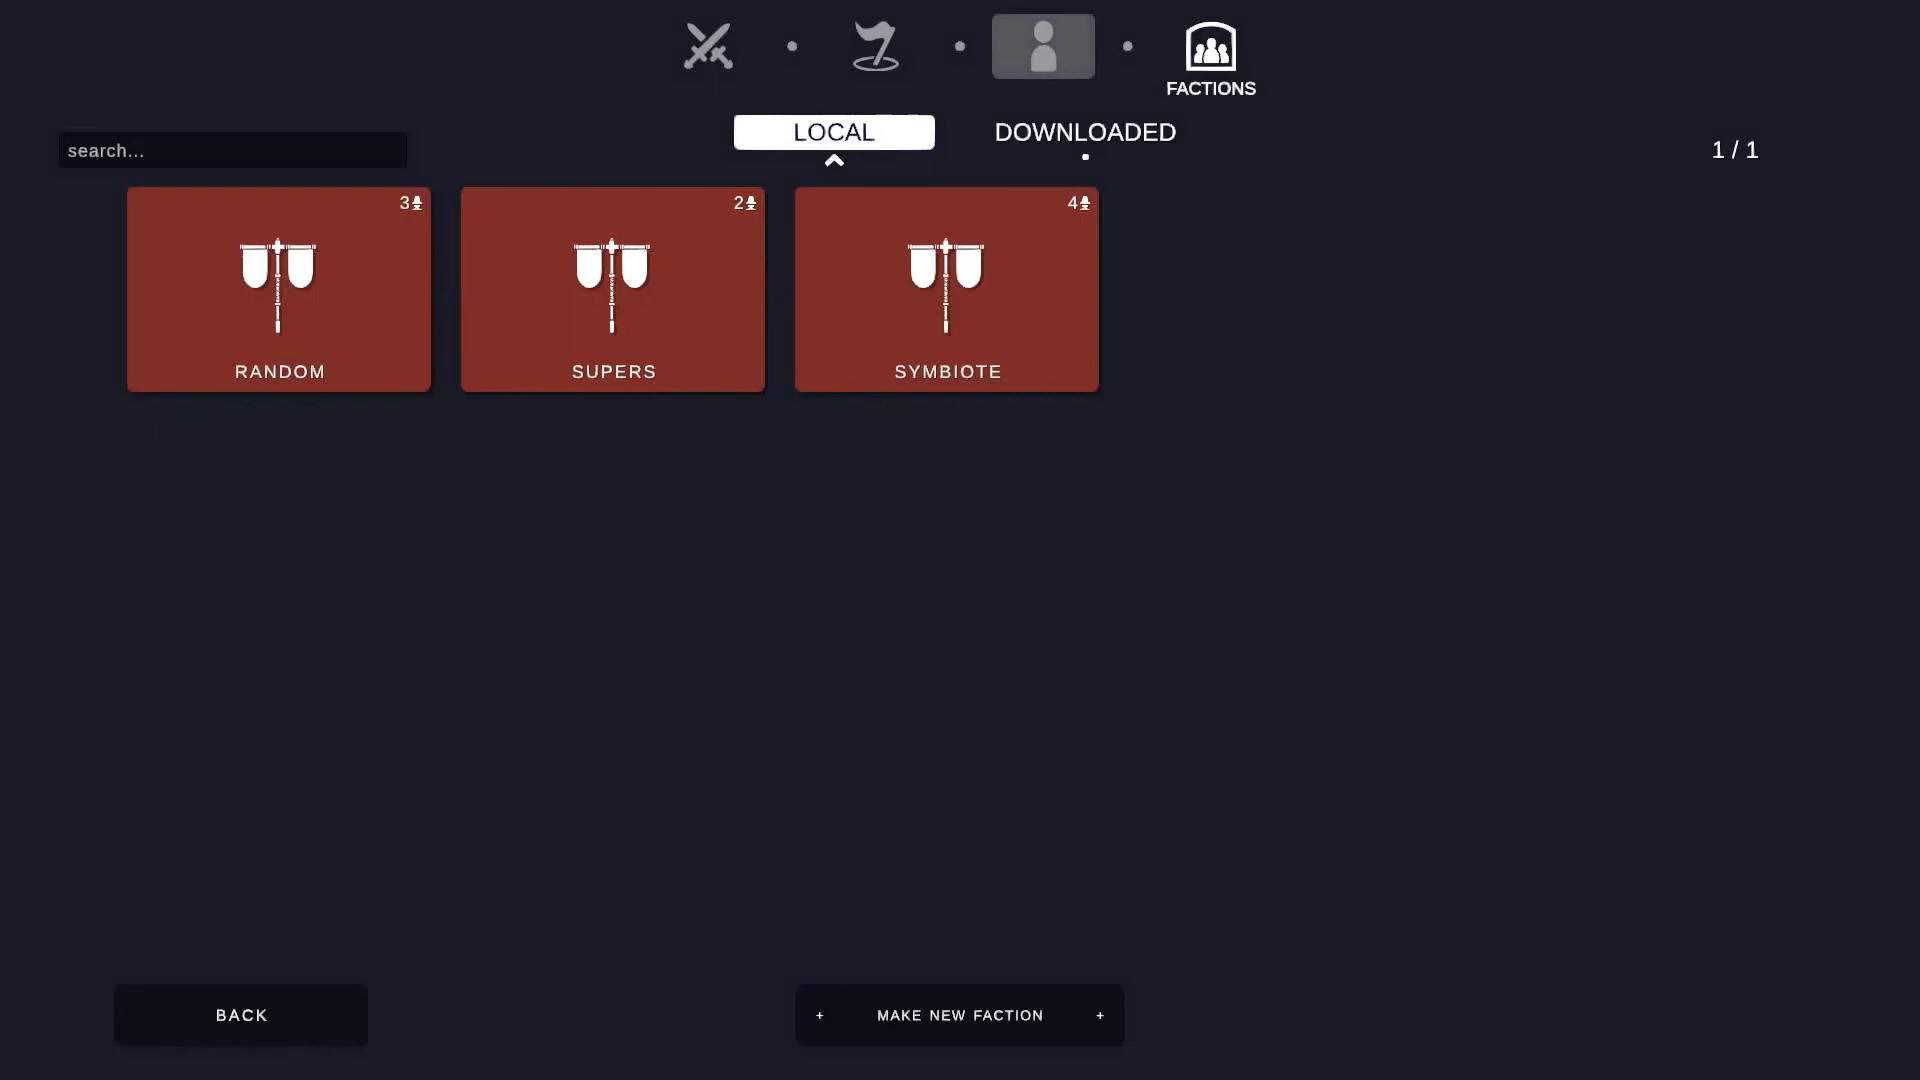 FACTIONS
LOCAL
DOWNLOADED
search...
1 / 1
3
2
4
RANDOM
SUPERS
SYMBIOTE
BACK
+ MAKE NEW FACTION +